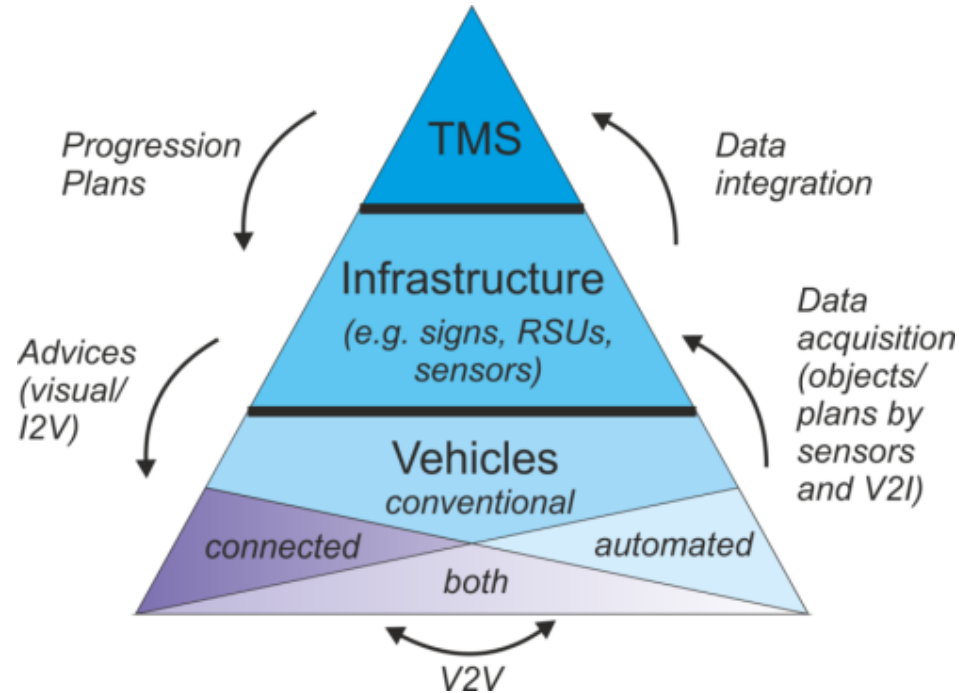 TMS
Progression
Plans
Data
integration
Infrastructure
(e.g. signs, RSUs,
sensors)
Advices
(visual/
I2V)
Data
acquisition
(objects/
plans by
sensors
and V2I)
Vehicles
conventional
connected
automated
both
V2V